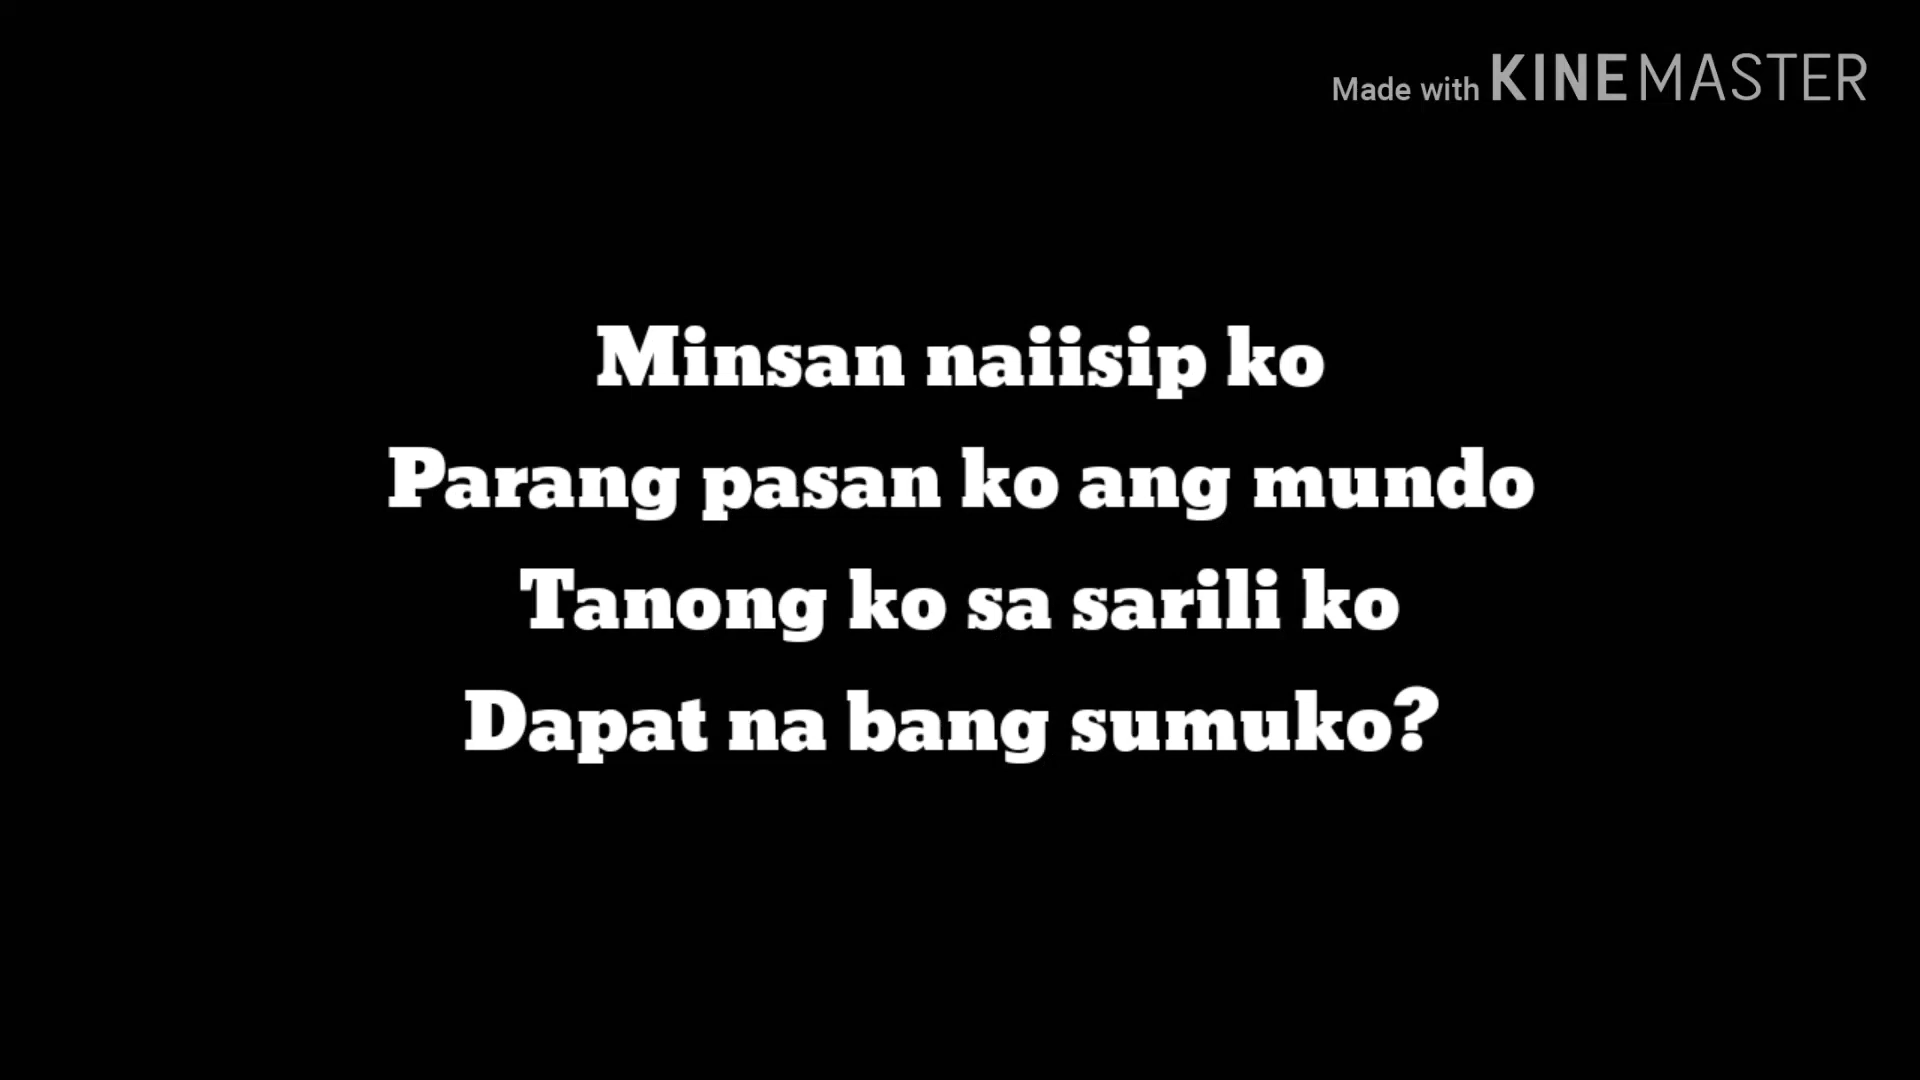 Made with KINEMASTER
Minsan naiisip ko
Parang pasan ko ang mundo
Tanong ko sa sarili ko
Dapat na bang sumuko?